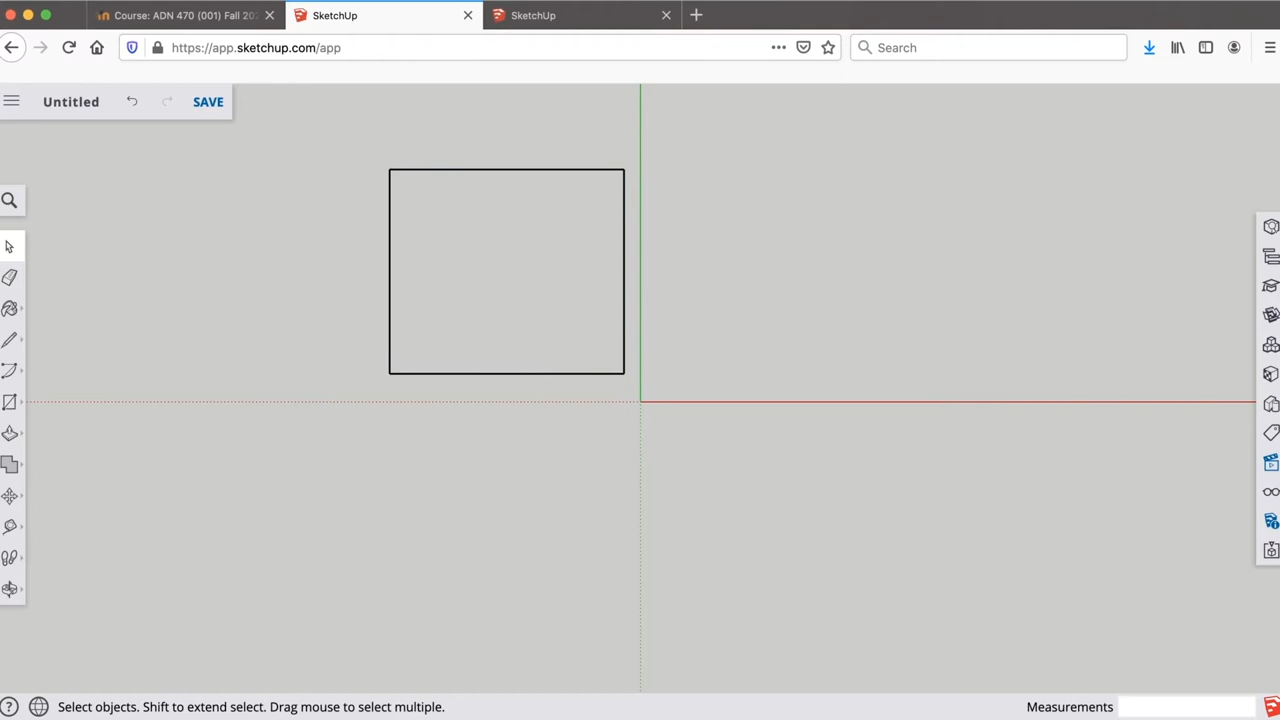 Course: ADN 470 (001) Fall 20
SketchUp
SketchUp
https://app.sketchup.com/app
Search
Untitled
SAVE
Select objects. Shift to extend select. Drag mouse to select multiple.
Measurements